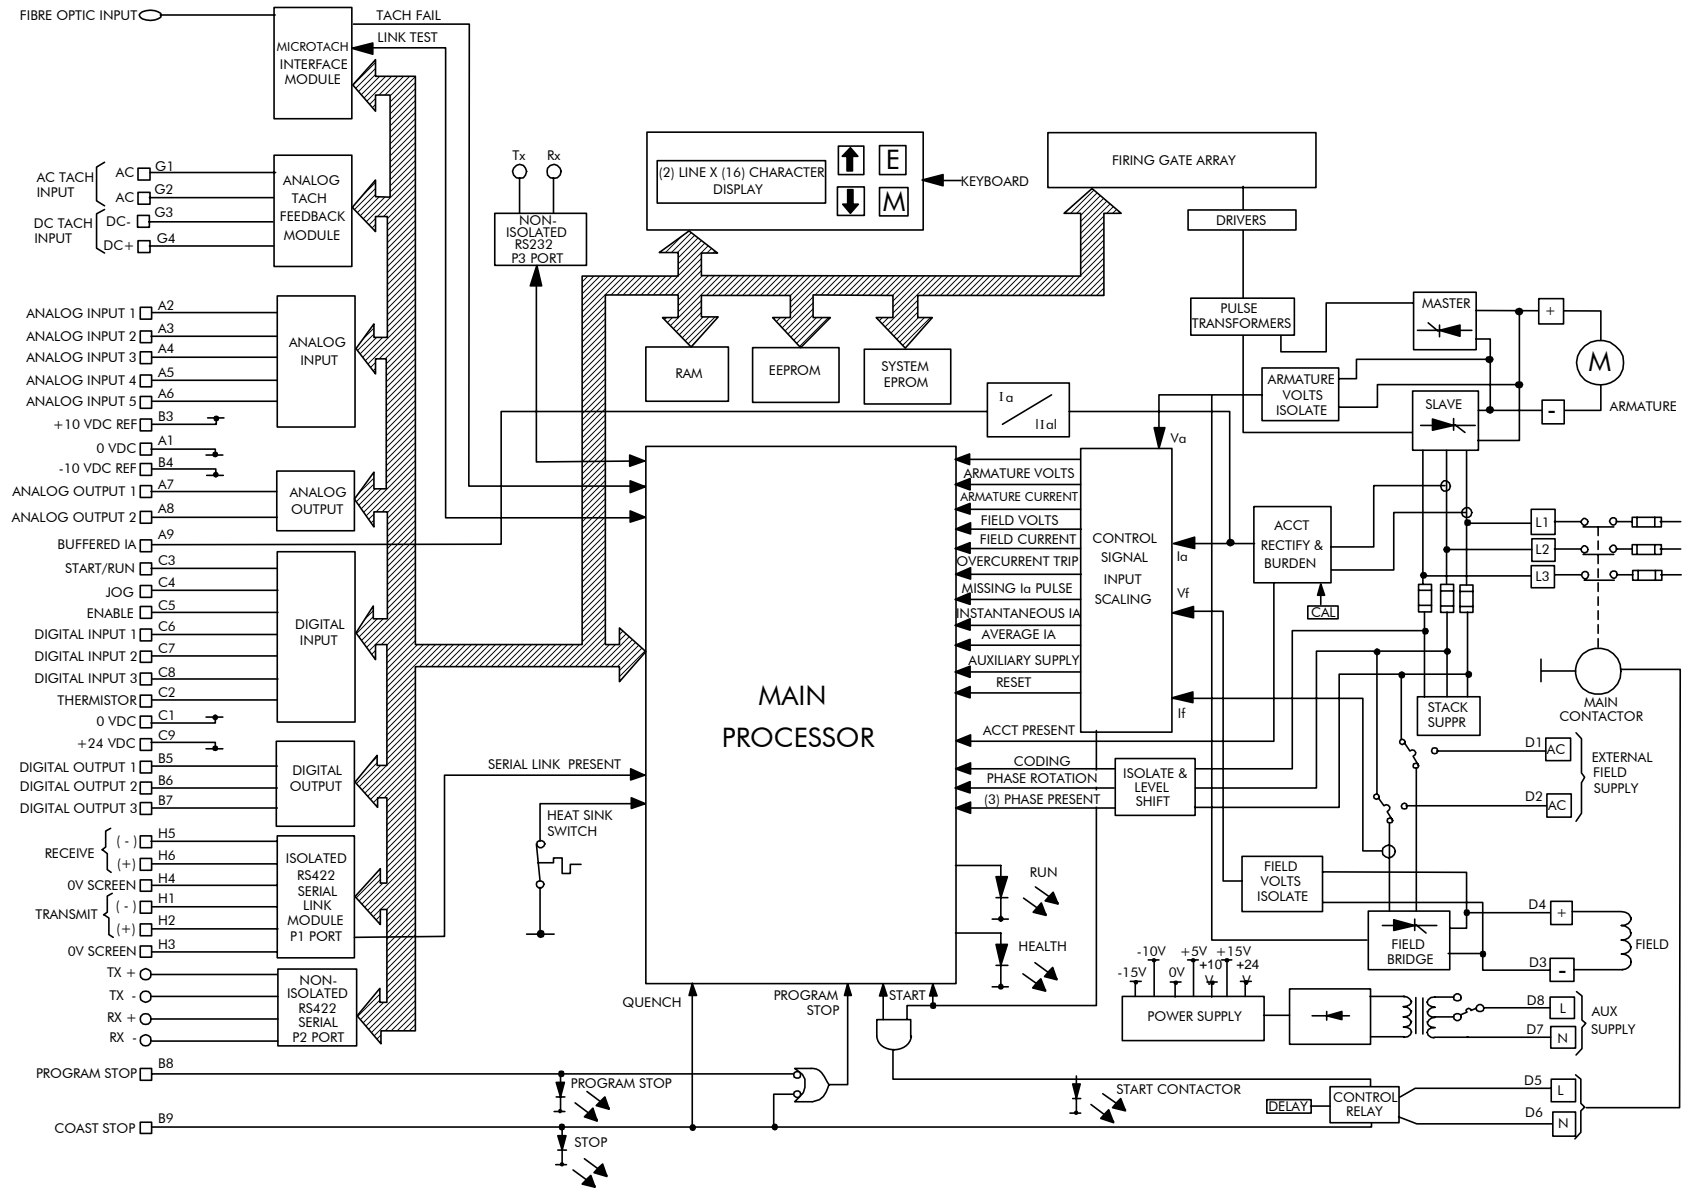 FIBRE OPTIC INPUT
TACH FAIL
LINK TEST
MICROTACH
INTERFACE
MODULE
AC TACH
INPUT
AC G1
AC G2
DC TACH
INPUT
DC- G3
DC+ G4
ANALOG
TACH
FEEDBACK
MODULE
ANALOG INPUT 1 A2
ANALOG INPUT 2 A3
ANALOG INPUT 3 A4
ANALOG INPUT 4 A5
ANALOG INPUT 5 A6
ANALOG
INPUT
+10 VDC REF B3
0 VDC A1
-10 VDC REF B4
ANALOG OUTPUT 1 A7
ANALOG OUTPUT 2 A8
ANALOG
OUTPUT
BUFFERED IA A9
START/RUN C3
JOG C4
ENABLE C5
DIGITAL INPUT 1 C6
DIGITAL INPUT 2 C7
DIGITAL INPUT 3 C8
THERMISTOR C2
DIGITAL
INPUT
0 VDC C1
+24 VDC C9
DIGITAL OUTPUT 1 B5
DIGITAL OUTPUT 2 B6
DIGITAL OUTPUT 3 B7
DIGITAL
OUTPUT
RECEIVE
(-) H5
(+) H6
0V SCREEN H4
TRANSMIT
(-) H1
(+) H2
0V SCREEN H3
ISOLATED
RS422
SERIAL
LINK
MODULE
P1 PORT
TX +
TX -
RX +
RX -
NON-
ISOLATED
RS422
SERIAL
P2 PORT
PROGRAM STOP B8
COAST STOP B9
Tx Rx
NON-
ISOLATED
RS232
P3 PORT
(2) LINE X (16) CHARACTER
DISPLAY
E
M
KEYBOARD
FIRING GATE ARRAY
DRIVERS
PULSE
TRANSFORMERS
RAM
EEPROM
SYSTEM
EPROM
Ia
IIaI
MASTER
+
M
ARMATURE
VOLTS
ISOLATE
SLAVE
-
ARMATURE
MAIN
PROCESSOR
SERIAL LINK PRESENT
HEAT SINK
SWITCH
ARMATURE VOLTS
ARMATURE CURRENT
FIELD VOLTS
FIELD CURRENT
OVERCURRENT TRIP
MISSING Ia PULSE
INSTANTANEOUS IA
AVERAGE IA
AUXILIARY SUPPLY
RESET
ACCT PRESENT
CODING
PHASE ROTATION
(3) PHASE PRESENT
Va
CONTROL
SIGNAL
INPUT
SCALING
Ia
Vf
If
ACCT
RECTIFY &
BURDEN
CAL
L1
L2
L3
STACK
SUPPR
MAIN
CONTACTOR
ISOLATE &
LEVEL
SHIFT
D1 AC
D2 AC
EXTERNAL
FIELD
SUPPLY
RUN
HEALTH
FIELD
VOLTS
ISOLATE
FIELD
BRIDGE
D4 +
D3 -
FIELD
-15V
-10V
0V
+5V
+10
V
+15V
+24
V
POWER SUPPLY
D8 L
D7 N
AUX
SUPPLY
QUENCH
PROGRAM
STOP
START
PROGRAM STOP
STOP
START CONTACTOR
DELAY
CONTROL
RELAY
D5 L
D6 N